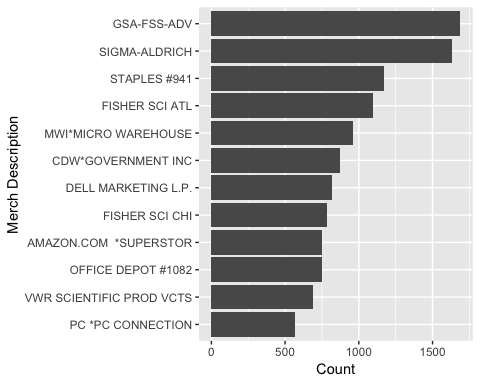 GSA-FSS-ADV
SIGMA-ALDRICH
STAPLES #941
FISHER SCI ATL
MWI*MICRO WAREHOUSE
CDW*GOVERNMENT INC
DELL MARKETING L.P.
FISHER SCI CHI
AMAZON.COM  *SUPERSTOR
OFFICE DEPOT #1082
VWR SCIENTIFIC PROD VCTS
PC *PC CONNECTION
Merch Description
0 500 1000 1500
Count